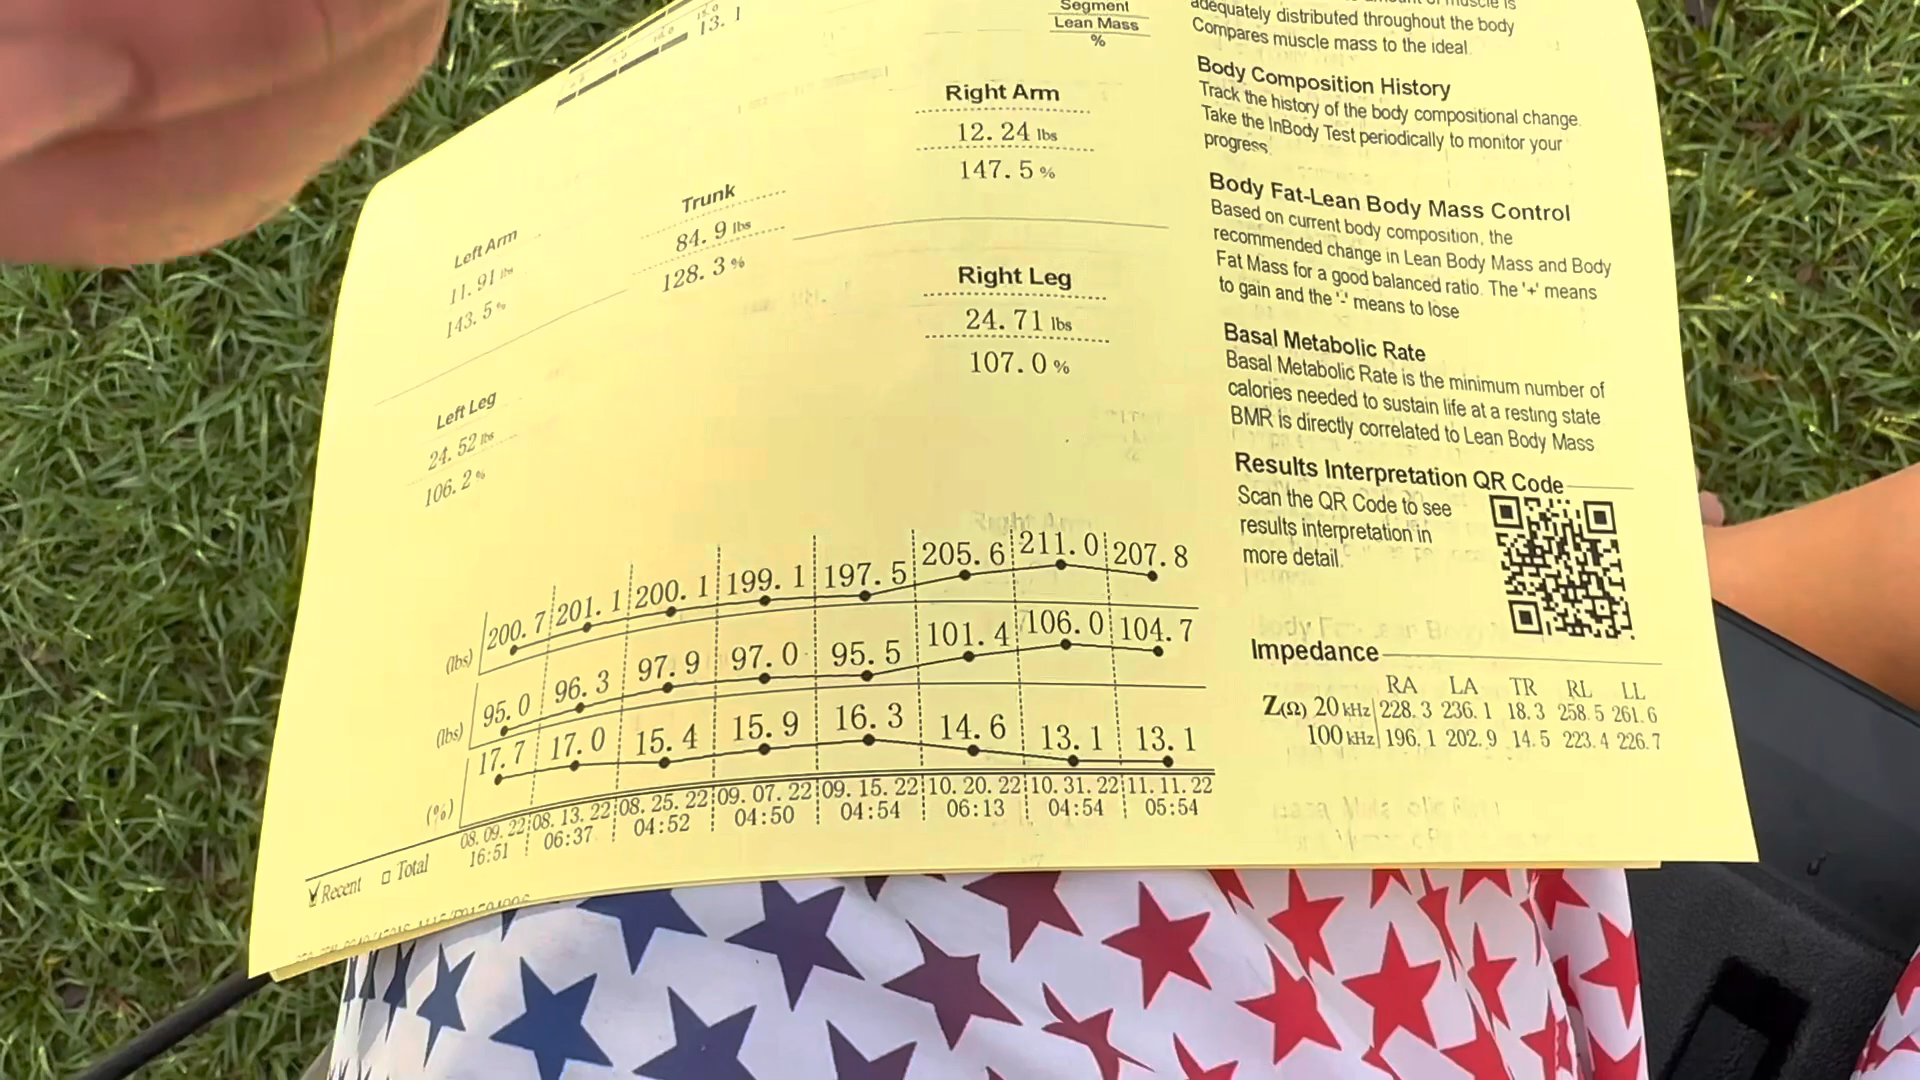 13. 1
Segment
Lean Mass
%
Right Arm
12. 24 lbs
147. 5 %
Trunk
84. 9 lbs
128. 3 %
Left Arm
11. 91 lbs
143. 5 %
Right Leg
24. 71 lbs
107. 0 %
Left Leg
24. 52 lbs
106. 2 %
(lbs) 200. 7 201. 1 200. 1 199. 1 197. 5 205. 6 211. 0 207. 8
(lbs) 95. 0 96. 3 97. 9 97. 0 95. 5 101. 4 106. 0 104. 7
(%) 17. 7 17. 0 15. 4 15. 9 16. 3 14. 6 13. 1 13. 1
08. 09. 22 08. 13. 22 08. 25. 22 09. 07. 22 09. 15. 22 10. 20. 22 10. 31. 22 11. 11. 22
16:51 06:37 04:52 04:50 04:54 06:13 04:54 05:54
Recent Total
adequately distributed throughout the body
Compares muscle mass to the ideal.
Body Composition History
Track the history of the body compositional change.
Take the InBody Test periodically to monitor your
progress.
Body Fat-Lean Body Mass Control
Based on current body composition, the
recommended change in Lean Body Mass and Body
Fat Mass for a good balanced ratio. The '+' means
to gain and the '-' means to lose
Basal Metabolic Rate
Basal Metabolic Rate is the minimum number of
calories needed to sustain life at a resting state
BMR is directly correlated to Lean Body Mass
Results Interpretation QR Code
Scan the QR Code to see
results interpretation in
more detail.
Impedance
RA LA TR RL LL
Z(Ω) 20 kHz 228. 3 236. 1 18. 3 258. 5 261. 6
100 kHz 196. 1 202. 9 14. 5 223. 4 226. 7